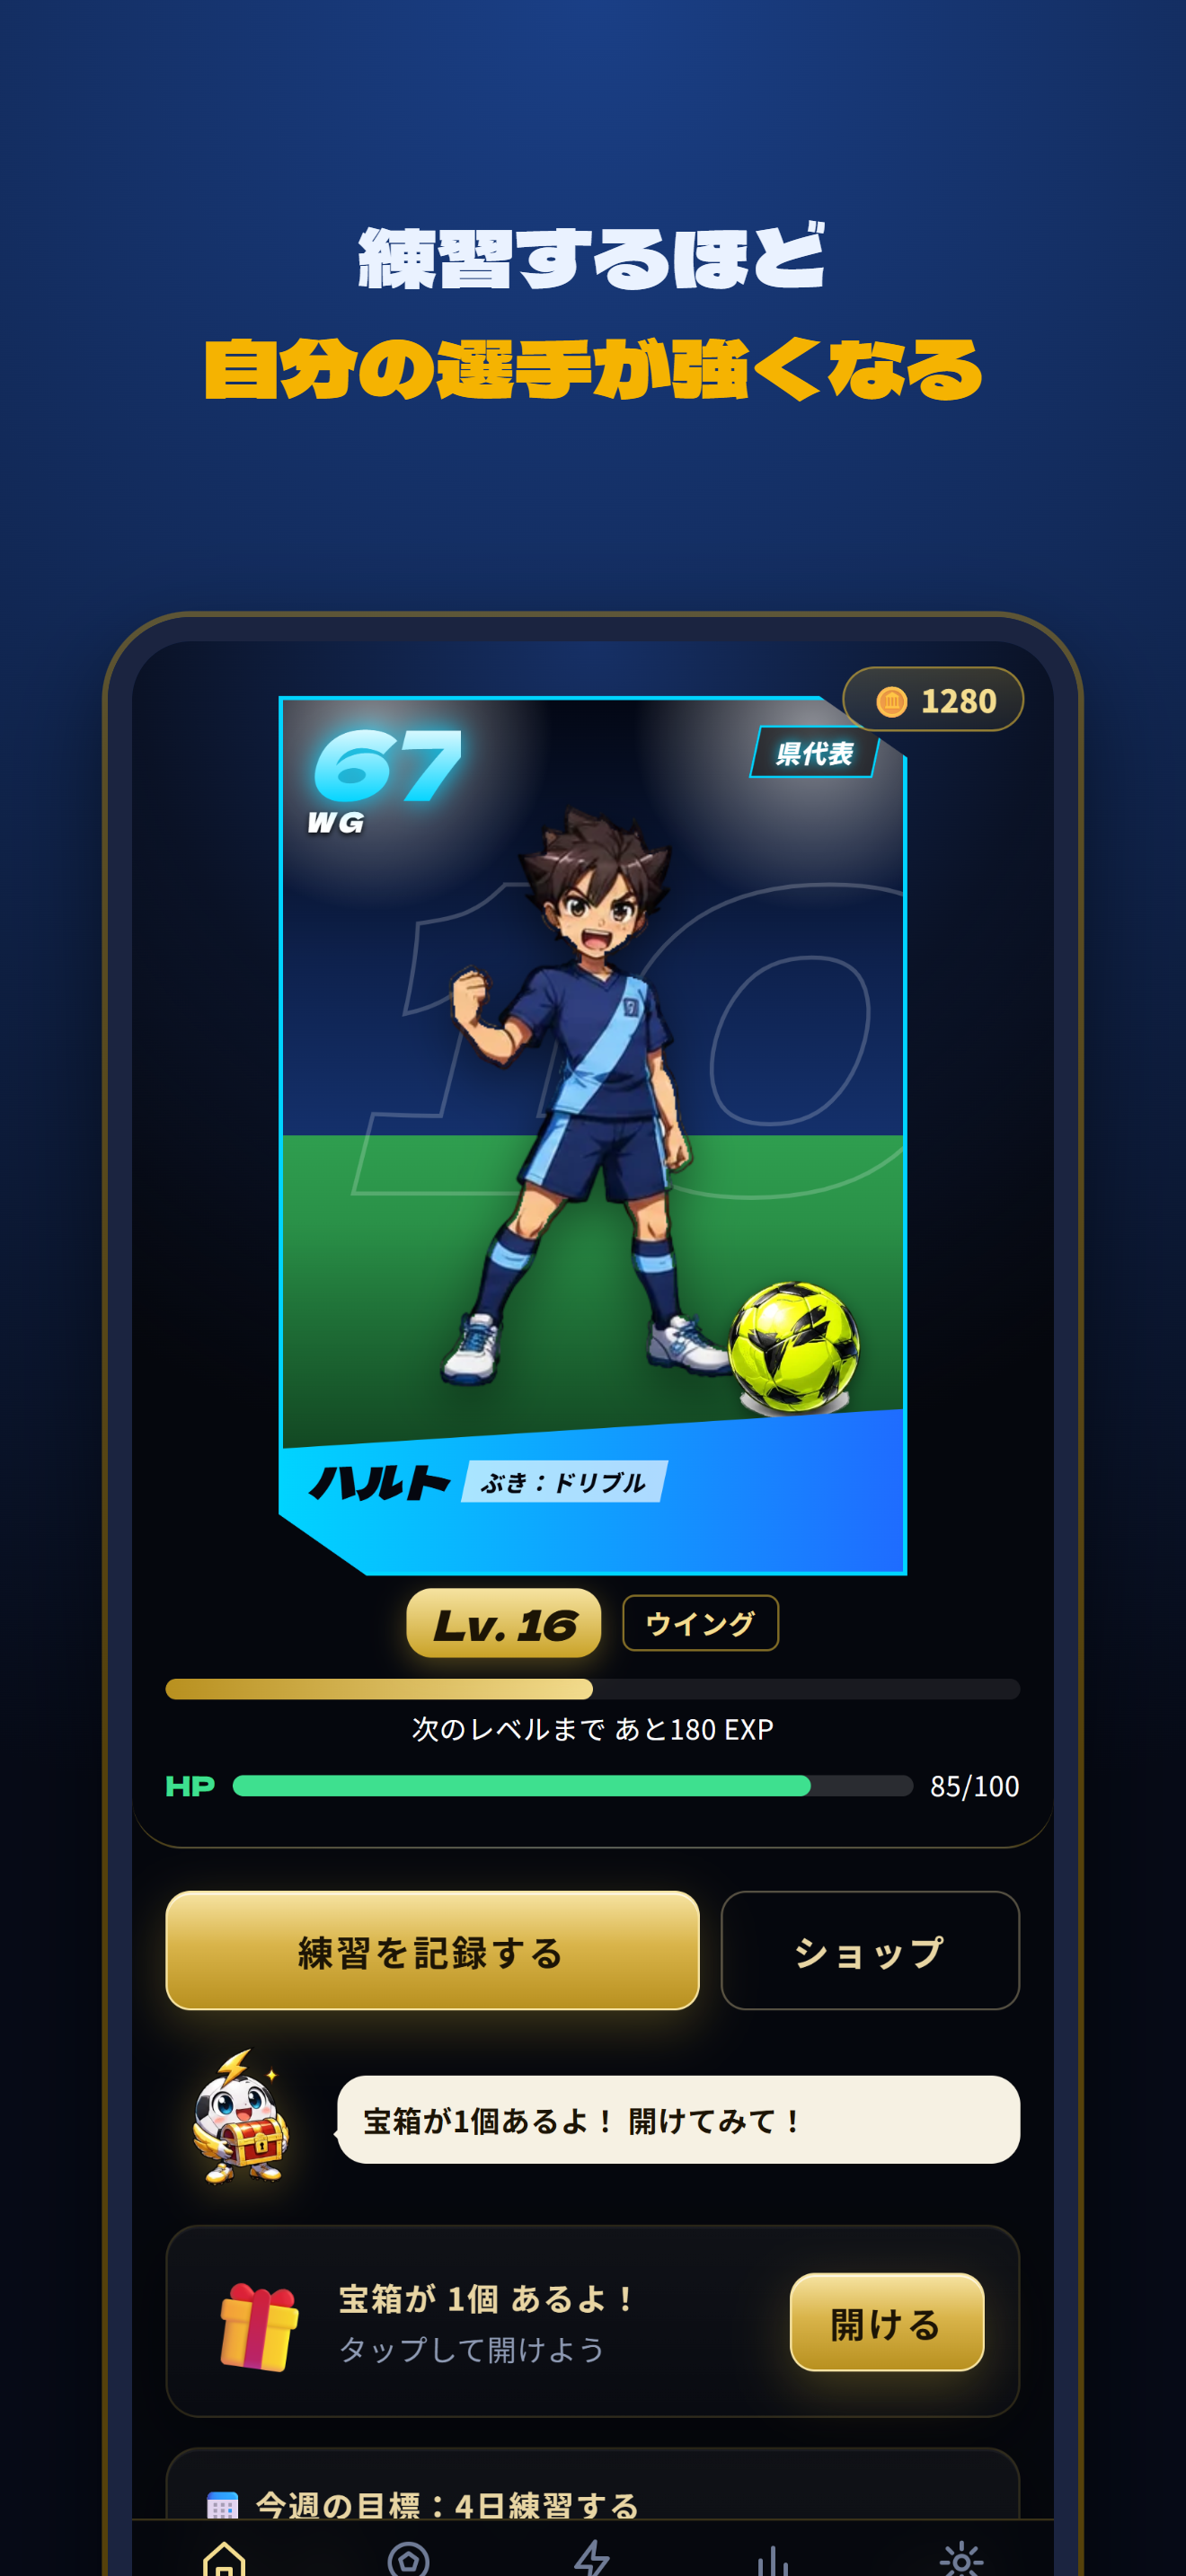 練習するほど
自分の選手が強くなる
1280
67
県代表
WG
10
ハルト ぶき：ドリブル
Lv. 16 ウイング
次のレベルまで あと180 EXP
HP 85/100
練習を記録する ショップ
宝箱が1個あるよ！ 開けてみて！
宝箱が 1個 あるよ！
タップして開けよう
開ける
今週の目標：4日練習する